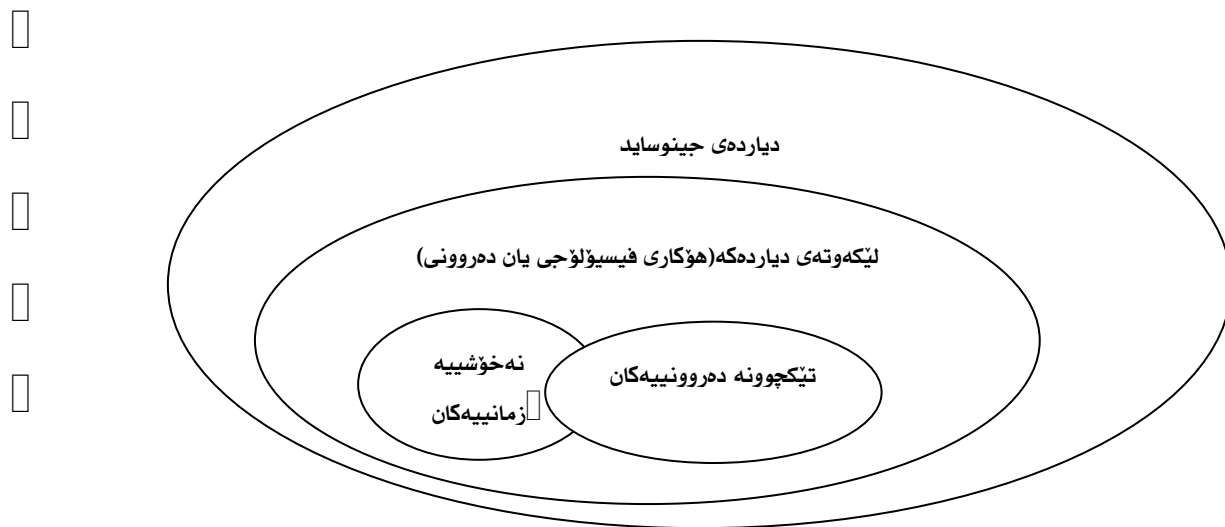 دیاردەی جینوساید
لێکەوتەی دیاردەکە(هۆکاری فیسیۆلۆجی یان دەروونی)
نەخۆشییە
زمانییەکان
تێکچوونە دەروونییەکان